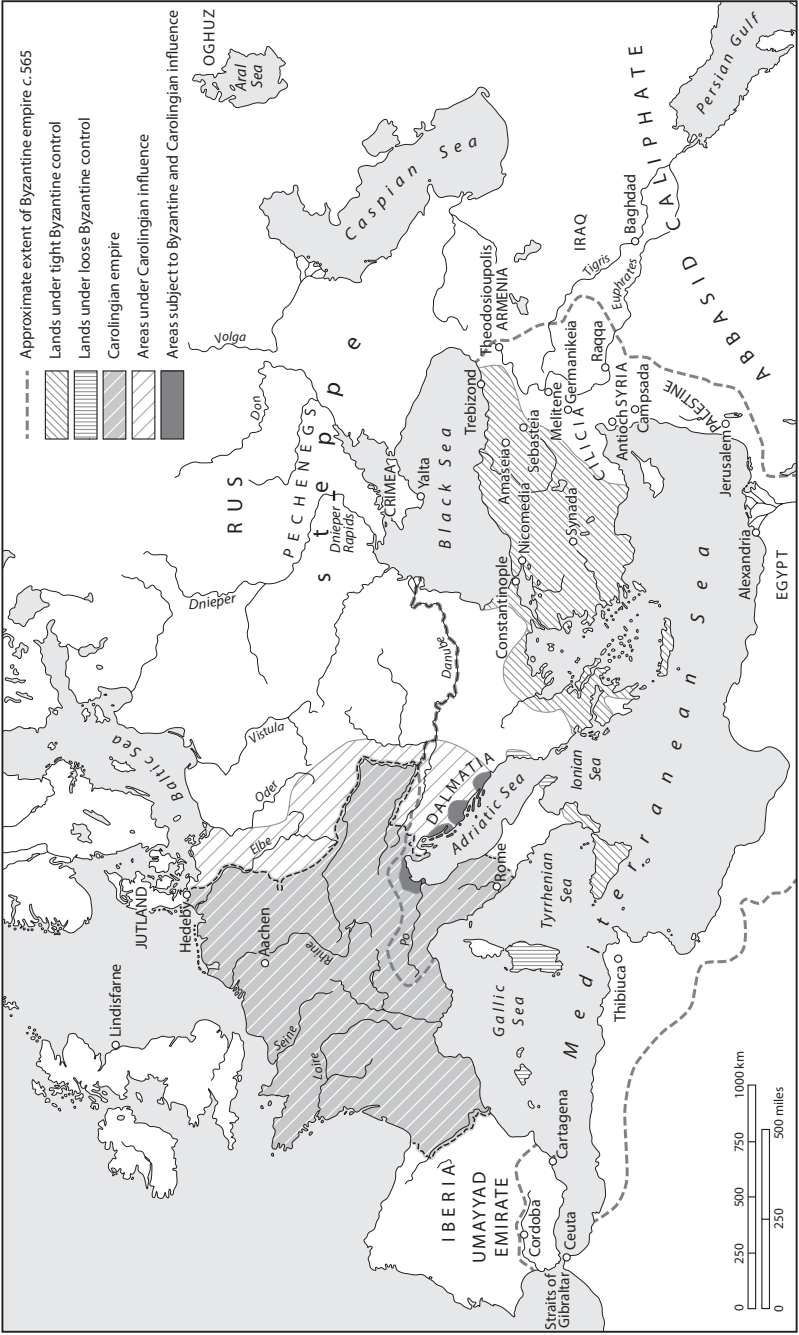 Approximate extent of Byzantine empire c.565
Lands under tight Byzantine control
Lands under loose Byzantine control
Carolingian empire
Areas under Carolingian influence
Areas subject to Byzantine and Carolingian influence
OGHUZ
Aral
Sea
Caspian Sea
Volga
Don
RUS
PECHENEGS
steppe
Dnieper
Dnieper
Rapids
CRIMEA
Yalta
Black Sea
Baltic Sea
Vistula
Oder
Elbe
JUTLAND
Hedeby
Lindisfarne
Aachen
Rhine
Seine
Loire
Po
Danube
DALMATIA
Adriatic Sea
Rome
Tyrrhenian
Sea
Ionian
Sea
Gallic
Sea
Mediterranean Sea
IBERIA
UMAYYAD
EMIRATE
Cordoba
Cartagena
Ceuta
Straits of
Gibraltar
Thibiuca
Constantinople
Nicomedia
Synada
Amaseia
Sebasteia
Trebizond
Theodosioupolis
ARMENIA
Melitene
Germanikeia
CILICIA
Raqqa
Antioch
SYRIA
Campsada
PALESTINE
Jerusalem
Alexandria
EGYPT
Tigris
Euphrates
IRAQ
Baghdad
ABBASID CALIPHATE
Persian Gulf
0 250 500 750 1000 km
0 250 500 miles